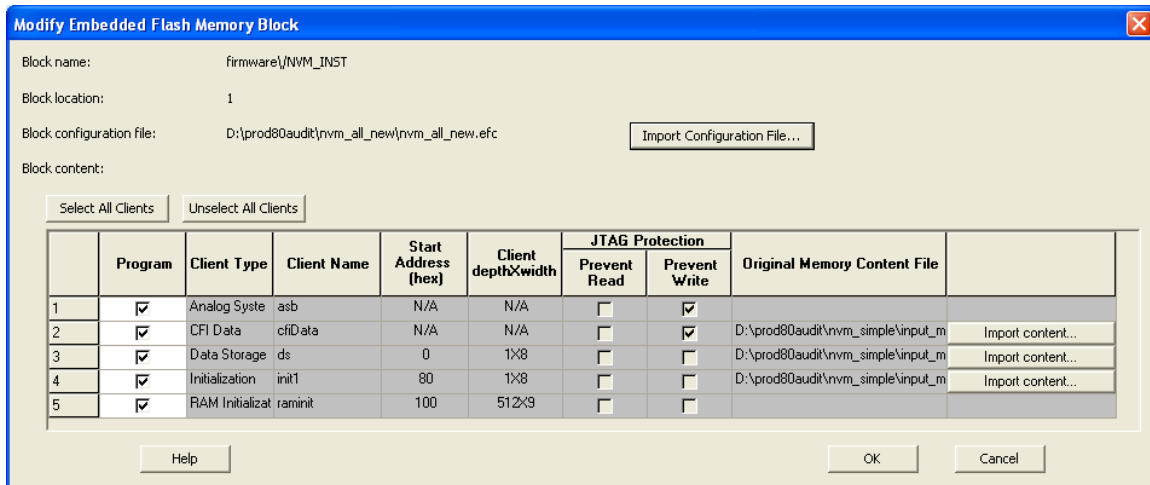 Modify Embedded Flash Memory Block
Block name: firmware\/NVM_INST
Block location: 1
Block configuration file: D:\prod80audit\nvm_all_new\nvm_all_new.efc Import Configuration File...
Block content:
Select All Clients Unselect All Clients
Program Client Type Client Name Start Address (hex) Client depthXwidth JTAG Protection Prevent Read Prevent Write Original Memory Content File
1 Analog Syste asb N/A N/A
2 CFI Data cfiData N/A N/A D:\prod80audit\nvm_simple\input_m Import content...
3 Data Storage ds 0 1X8 D:\prod80audit\nvm_simple\input_m Import content...
4 Initialization init1 80 1X8 D:\prod80audit\nvm_simple\input_m Import content...
5 RAM Initializat raminit 100 512X9
Help OK Cancel